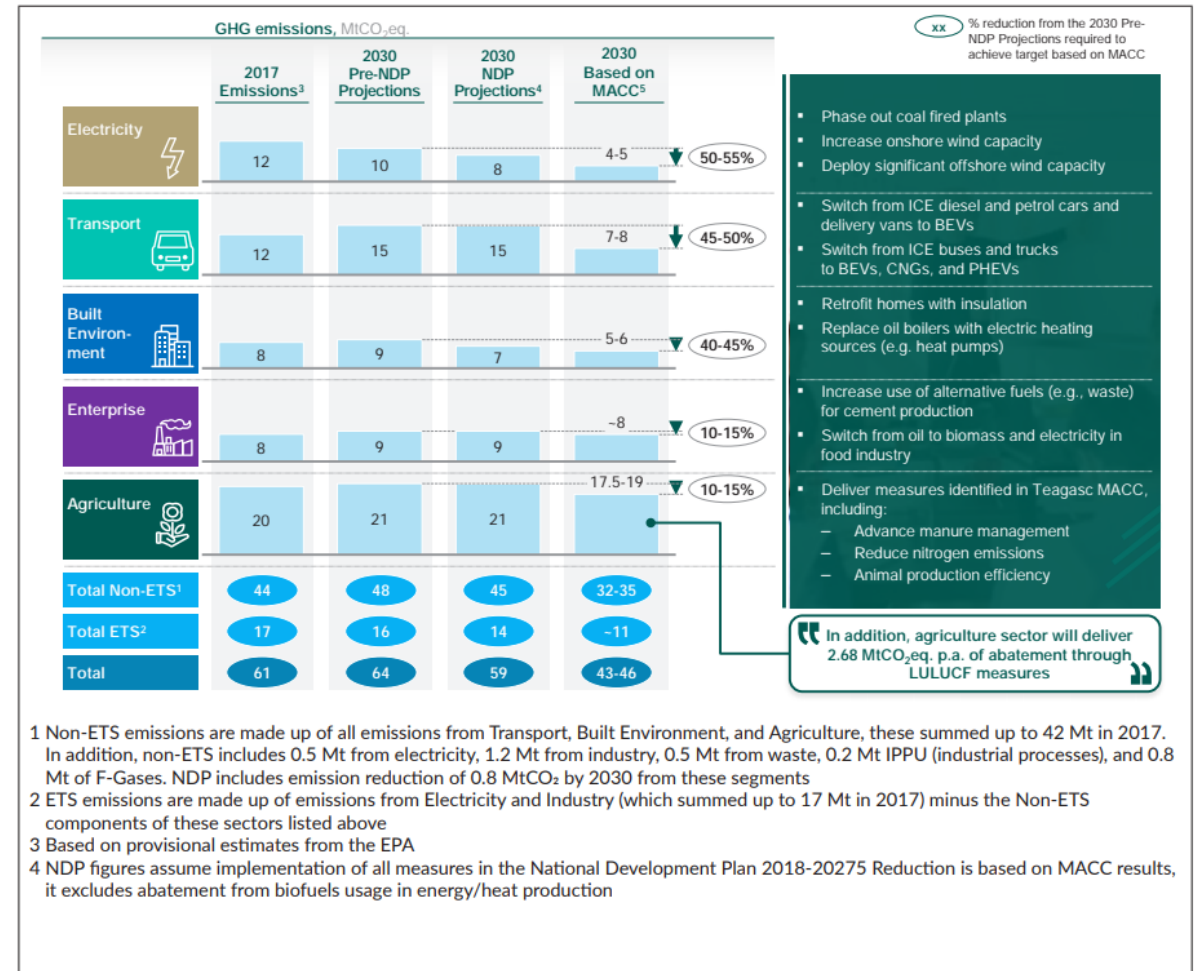 GHG emissions, MtCO₂eq.
xx
% reduction from the 2030 Pre-
NDP Projections required to
achieve target based on MACC
2017
Emissions³
2030
Pre-NDP
Projections
2030
NDP
Projections⁴
2030
Based on
MACC⁵
Electricity
12
10
8
4-5
50-55%
Phase out coal fired plants
Increase onshore wind capacity
Deploy significant offshore wind capacity
Transport
12
15
15
7-8
45-50%
Switch from ICE diesel and petrol cars and
delivery vans to BEVs
Switch from ICE buses and trucks
to BEVs, CNGs, and PHEVs
Built
Environ-
ment
8
9
7
5-6
40-45%
Retrofit homes with insulation
Replace oil boilers with electric heating
sources (e.g. heat pumps)
Enterprise
8
9
9
~8
10-15%
Increase use of alternative fuels (e.g., waste)
for cement production
Switch from oil to biomass and electricity in
food industry
Agriculture
20
21
21
17.5-19
10-15%
Deliver measures identified in Teagasc MACC,
including:
– Advance manure management
– Reduce nitrogen emissions
– Animal production efficiency
Total Non-ETS¹ 44 48 45 32-35
Total ETS² 17 16 14 ~11
Total 61 64 59 43-46
In addition, agriculture sector will deliver
2.68 MtCO₂eq. p.a. of abatement through
LULUCF measures
1 Non-ETS emissions are made up of all emissions from Transport, Built Environment, and Agriculture, these summed up to 42 Mt in 2017.
In addition, non-ETS includes 0.5 Mt from electricity, 1.2 Mt from industry, 0.5 Mt from waste, 0.2 Mt IPPU (industrial processes), and 0.8
Mt of F-Gases. NDP includes emission reduction of 0.8 MtCO₂ by 2030 from these segments
2 ETS emissions are made up of emissions from Electricity and Industry (which summed up to 17 Mt in 2017) minus the Non-ETS
components of these sectors listed above
3 Based on provisional estimates from the EPA
4 NDP figures assume implementation of all measures in the National Development Plan 2018-20275 Reduction is based on MACC results,
it excludes abatement from biofuels usage in energy/heat production